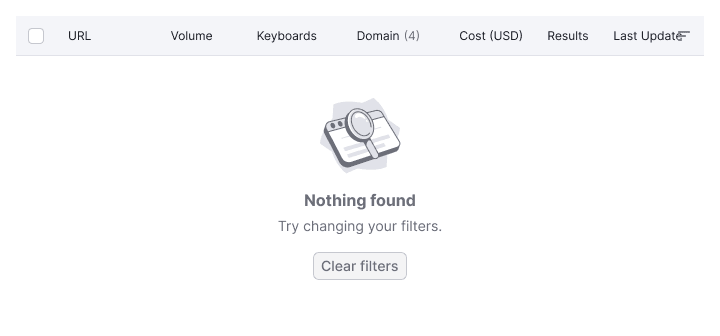 URL Volume Keyboards Domain (4) Cost (USD) Results Last Update
Nothing found
Try changing your filters.
Clear filters